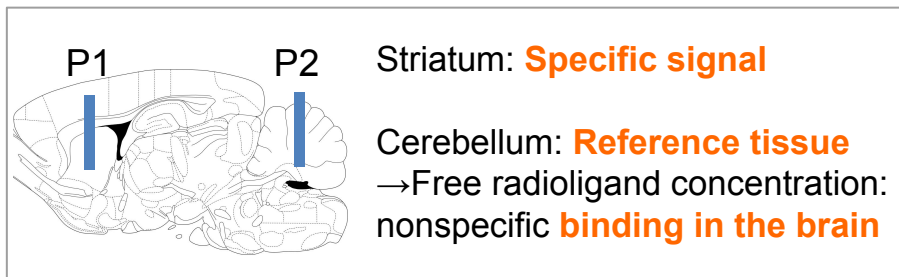 P1 P2
Striatum: Specific signal
Cerebellum: Reference tissue
→Free radioligand concentration:
nonspecific binding in the brain